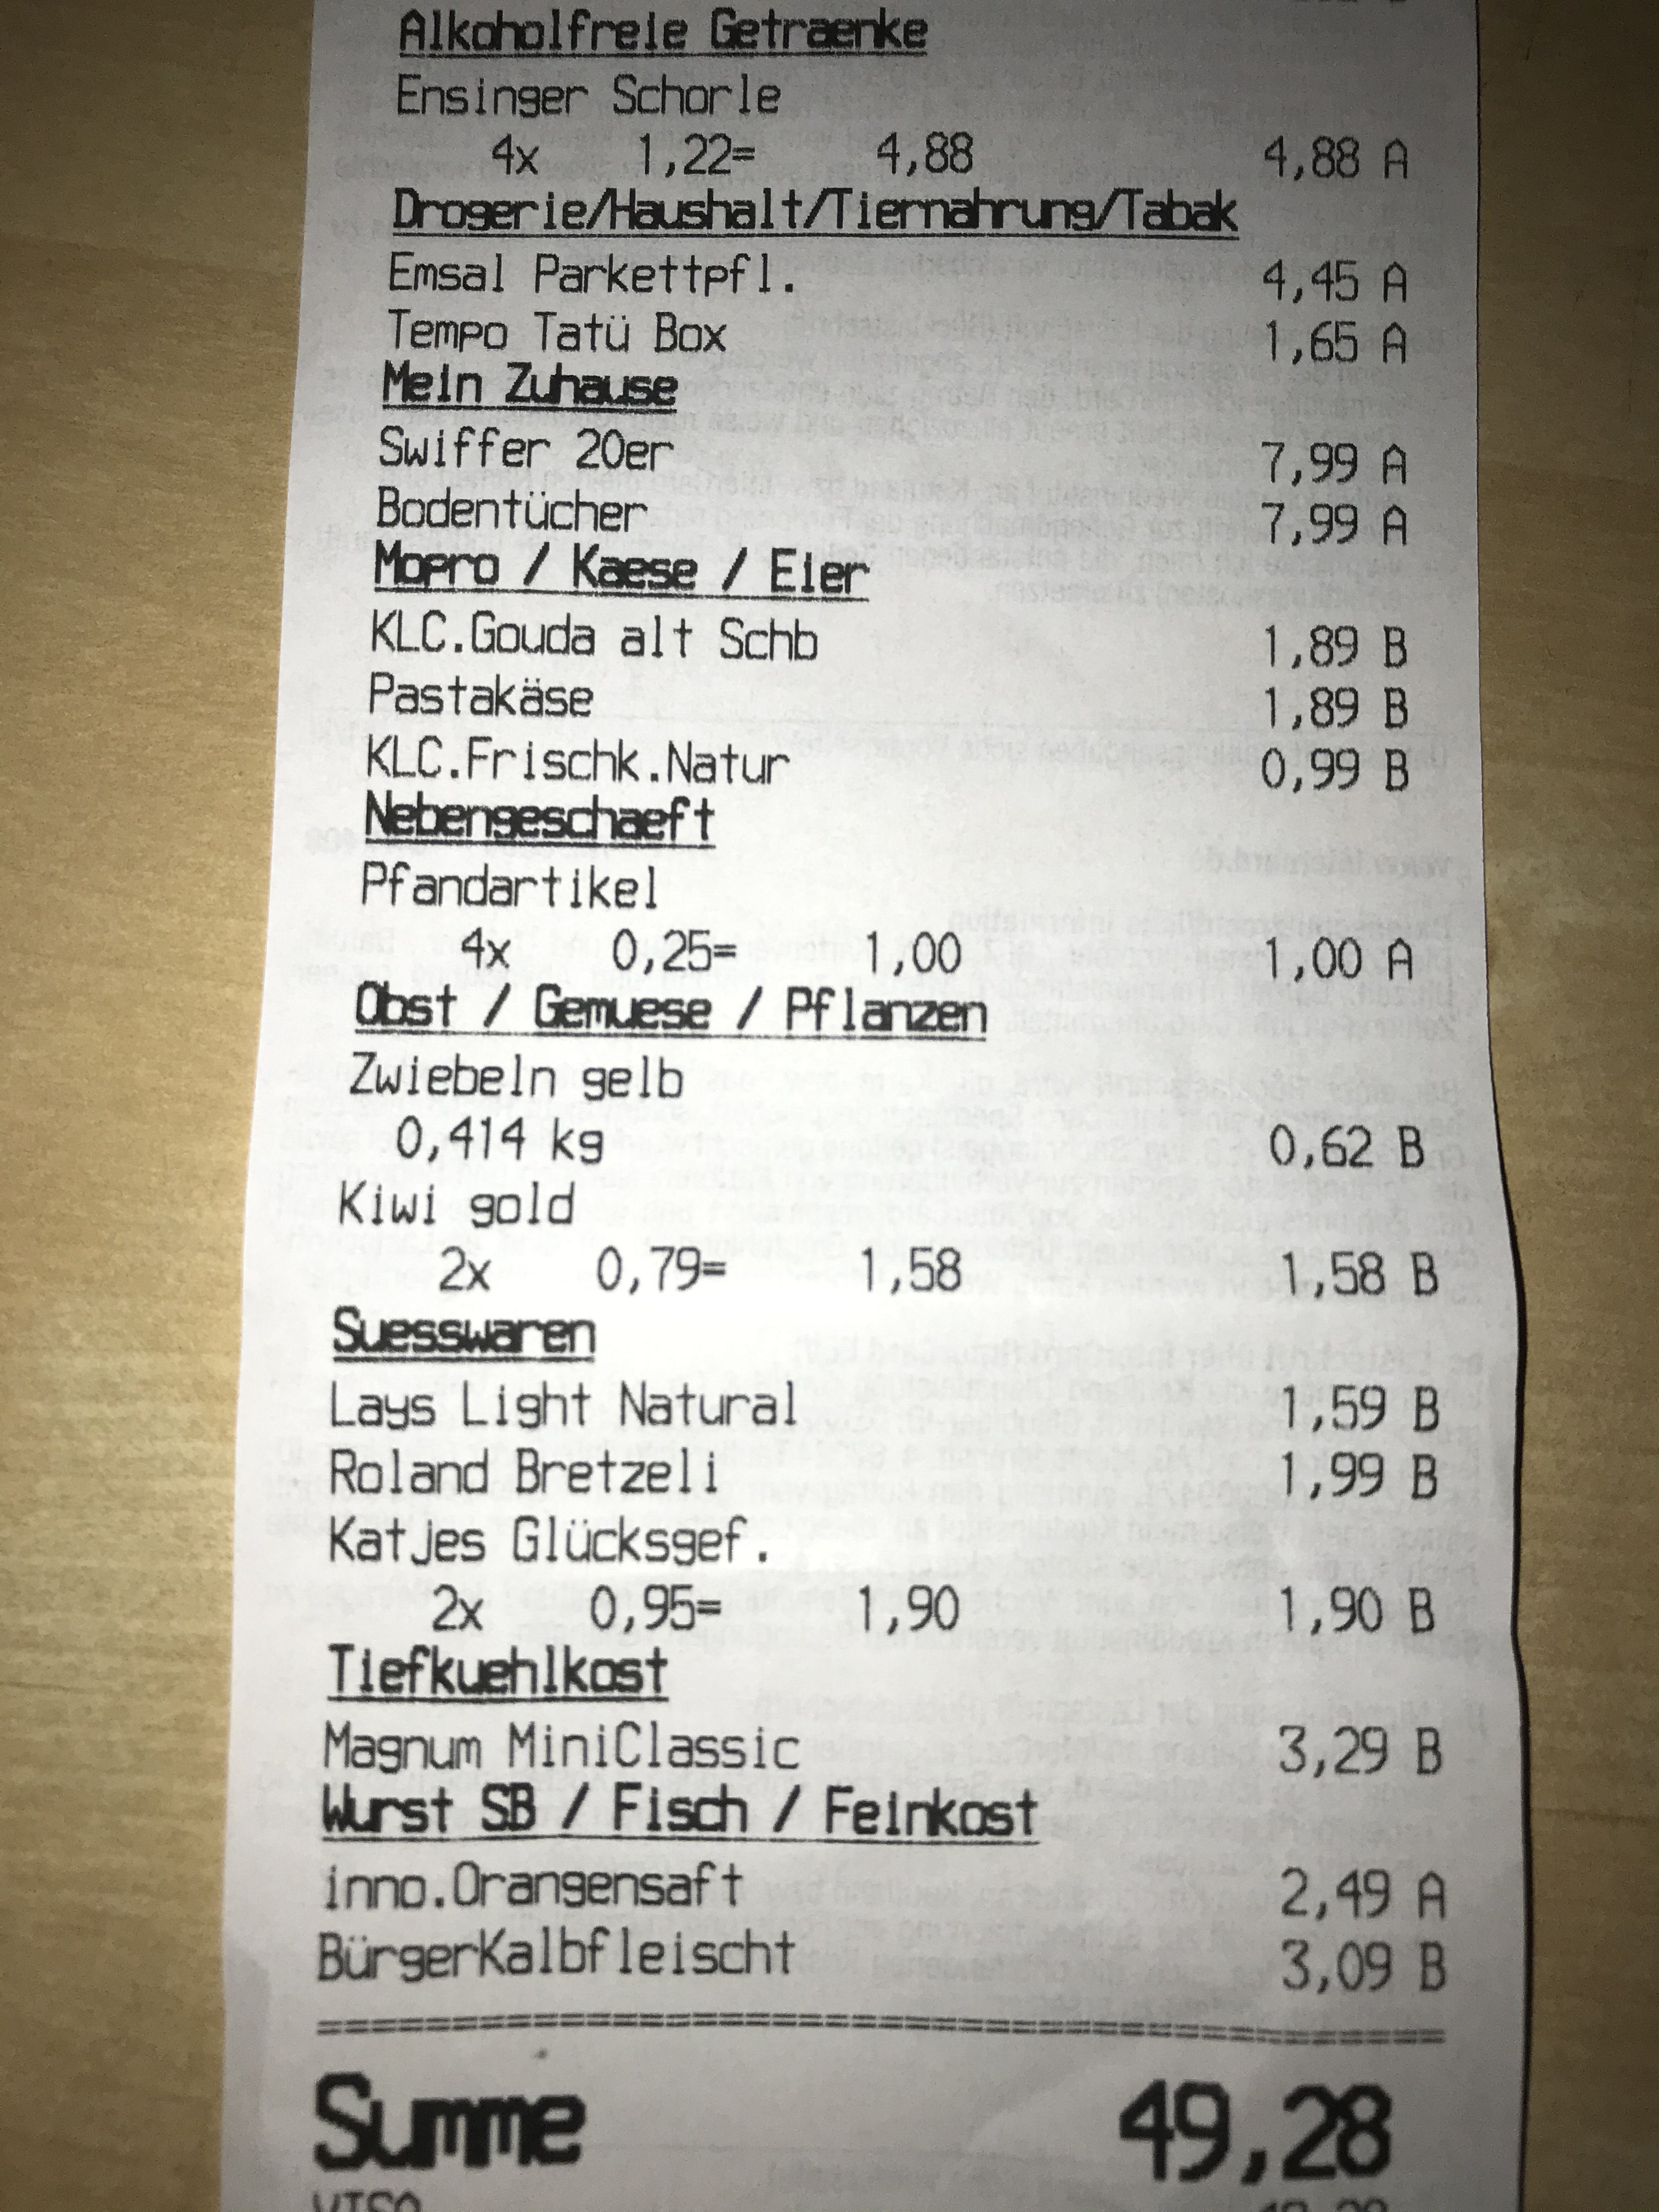 Alkoholfreie Getraenke
Ensinger Schorle
4x 1,22= 4,88 4,88 A
Drogerie/Haushalt/Tiernahrung/Tabak
Emsal Parkettpfl. 4,45 A
Tempo Tatü Box 1,65 A
Mein Zuhause
Swiffer 20er 7,99 A
Bodentücher 7,99 A
Mopro / Kaese / Eier
KLC.Gouda alt Schb 1,89 B
Pastakäse 1,89 B
KLC.Frischk.Natur 0,99 B
Nebengeschaeft
Pfandartikel
4x 0,25= 1,00 1,00 A
Obst / Gemuese / Pflanzen
Zwiebeln gelb
0,414 kg 0,62 B
Kiwi gold
2x 0,79= 1,58 1,58 B
Suesswaren
Lays Light Natural 1,59 B
Roland Bretzeli 1,99 B
Katjes Glücksgef.
2x 0,95= 1,90 1,90 B
Tiefkuehlkost
Magnum MiniClassic 3,29 B
Wurst SB / Fisch / Feinkost
inno.Orangensaft 2,49 A
BürgerKalbfleischt 3,09 B
Summe 49,28
VISA 49,28